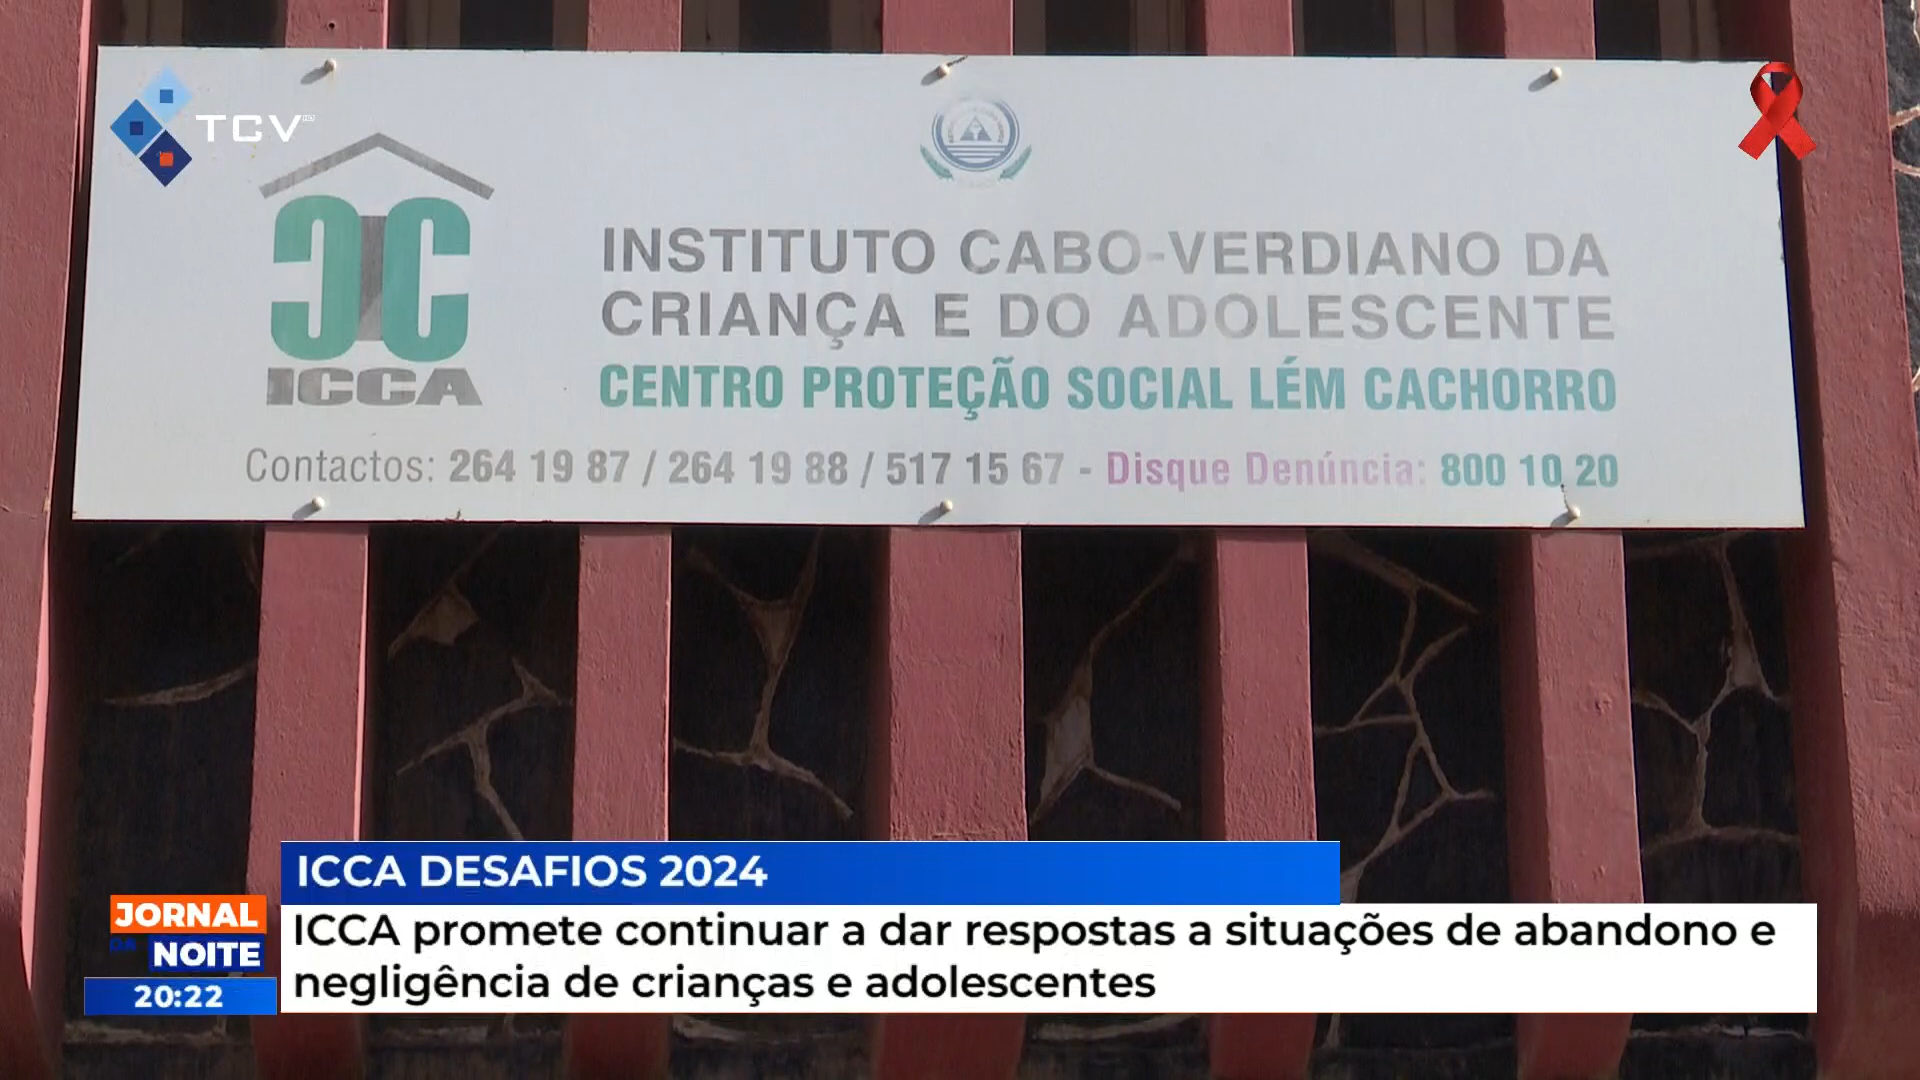 TCV
INSTITUTO CABO-VERDIANO DA
CRIANÇA E DO ADOLESCENTE
ICCA
CENTRO PROTEÇÃO SOCIAL LÉM CACHORRO
Contactos: 264 19 87 / 264 19 88 / 517 15 67 - Disque Denúncia: 800 10 20
ICCA DESAFIOS 2024
JORNAL
DA NOITE
20:22
ICCA promete continuar a dar respostas a situações de abandono e
negligência de crianças e adolescentes